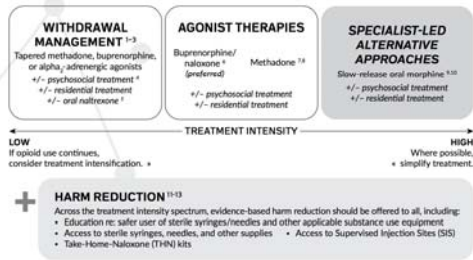 WITHDRAWAL
MANAGEMENT 1–3
Tapered methadone, buprenorphine,
or alpha2-adrenergic agonists
+/– psychosocial treatment 4
+/– residential treatment
+/– oral naltrexone 5
AGONIST THERAPIES
Buprenorphine/
naloxone 6
(preferred)
Methadone 7,8
+/– psychosocial treatment
+/– residential treatment
SPECIALIST-LED
ALTERNATIVE
APPROACHES
Slow-release oral morphine 9,10
+/– psychosocial treatment
+/– residential treatment
TREATMENT INTENSITY
LOW
If opioid use continues,
consider treatment intensification. »
HIGH
Where possible,
« simplify treatment.
+
HARM REDUCTION 11-13
Across the treatment intensity spectrum, evidence-based harm reduction should be offered to all, including:
• Education re: safer user of sterile syringes/needles and other applicable substance use equipment
• Access to sterile syringes, needles, and other supplies • Access to Supervised Injection Sites (SIS)
• Take-Home-Naloxone (THN) kits